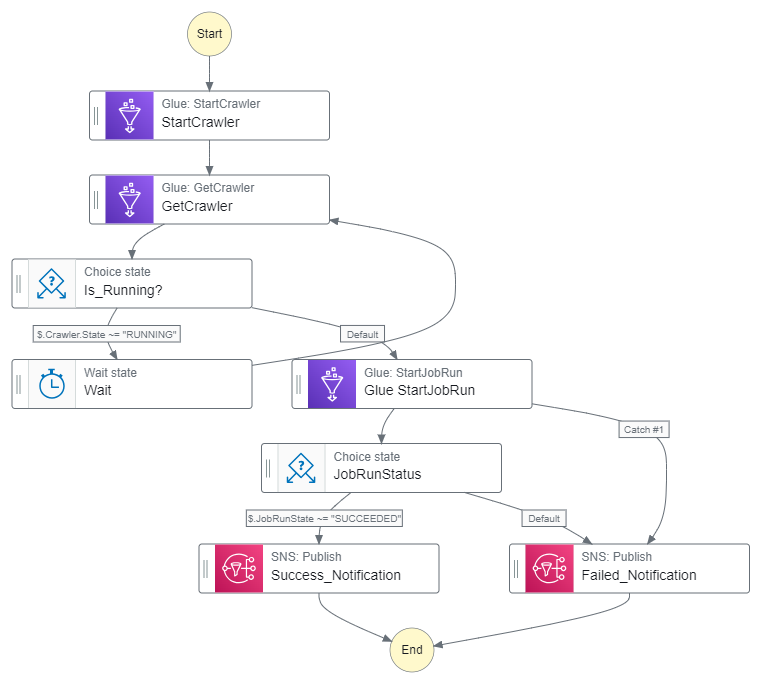 Start
Glue: StartCrawler
StartCrawler
Glue: GetCrawler
GetCrawler
Choice state
Is_Running?
$.Crawler.State ~= "RUNNING"
Default
Wait state
Wait
Glue: StartJobRun
Glue StartJobRun
Catch #1
Choice state
JobRunStatus
$.JobRunState ~= "SUCCEEDED"
Default
SNS: Publish
Success_Notification
SNS: Publish
Failed_Notification
End